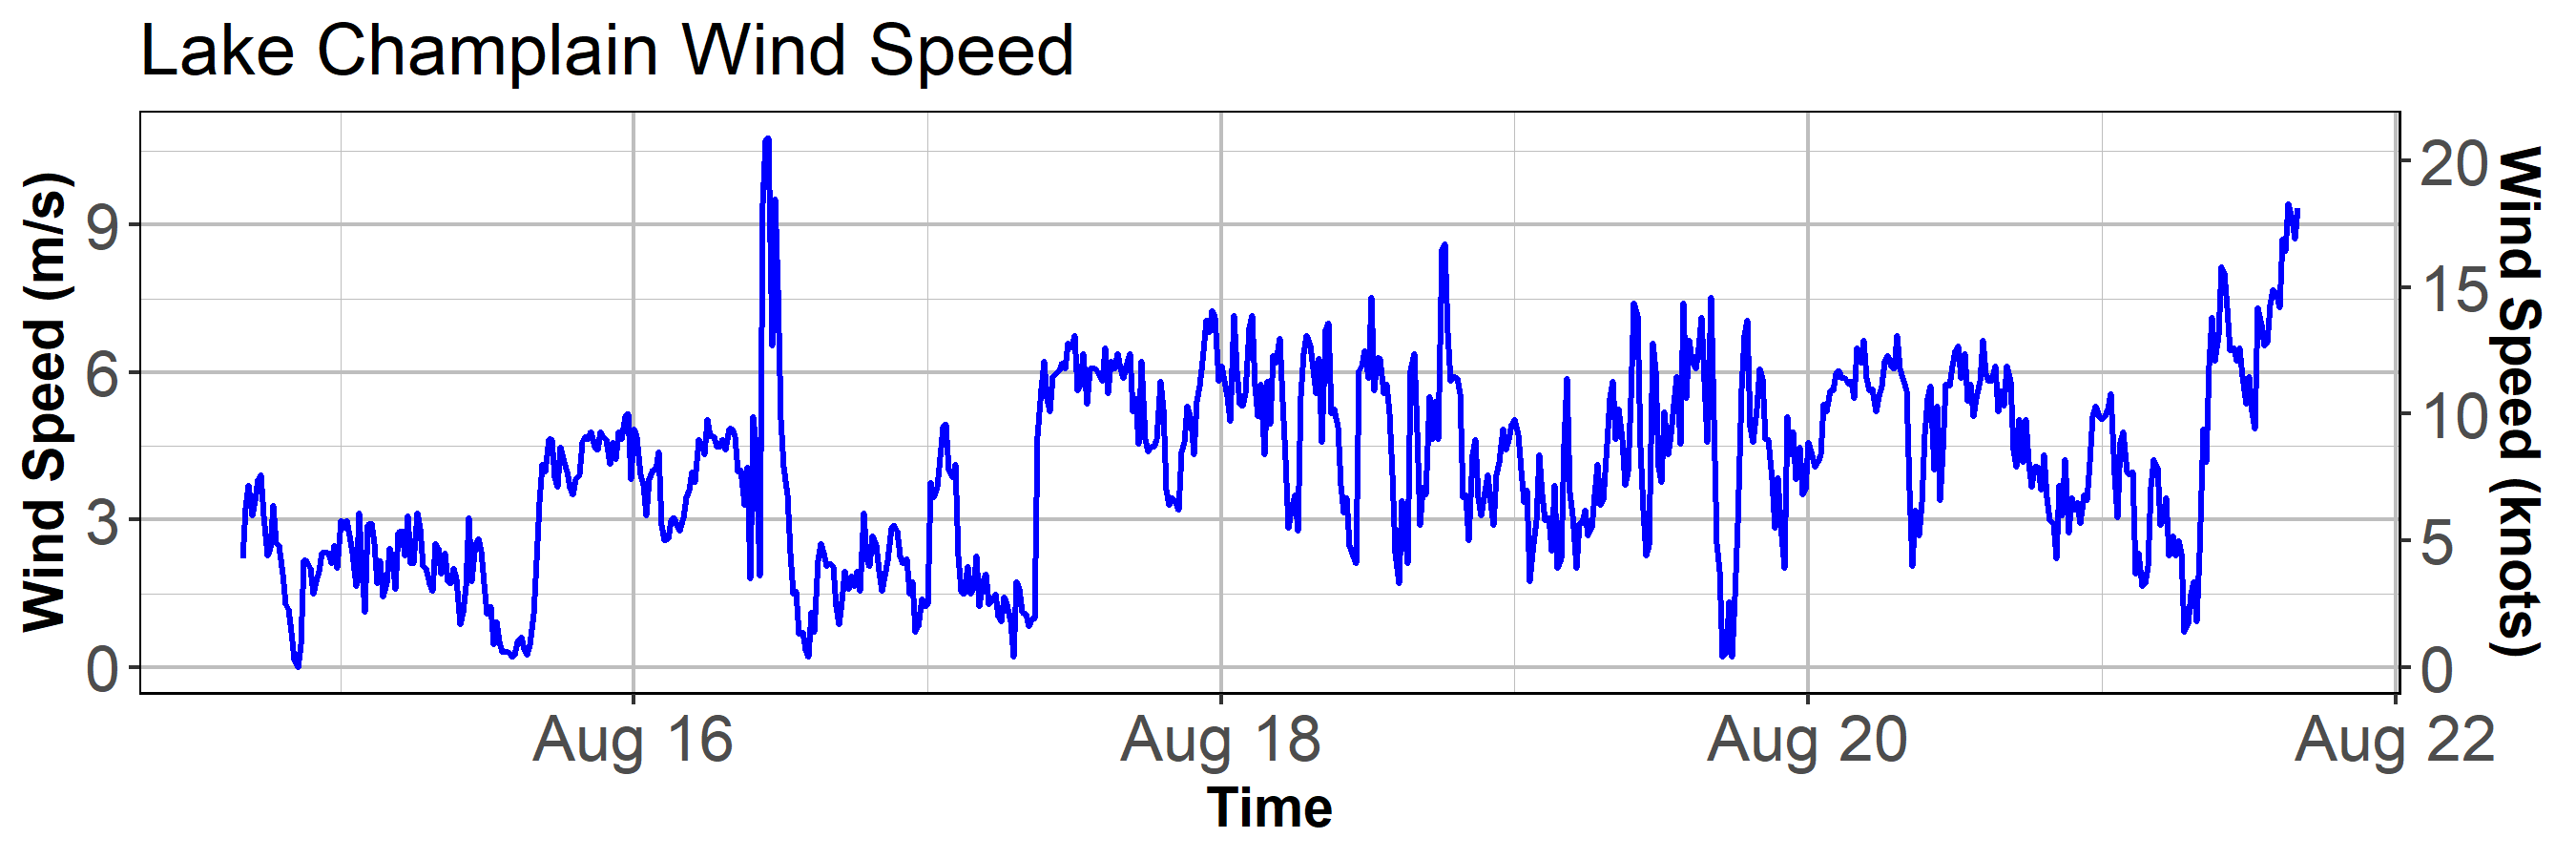 Lake Champlain Wind Speed
Wind Speed (m/s)
9
6
3
0
20
15
10
5
0
Wind Speed (knots)
Aug 16
Aug 18
Aug 20
Aug 22
Time